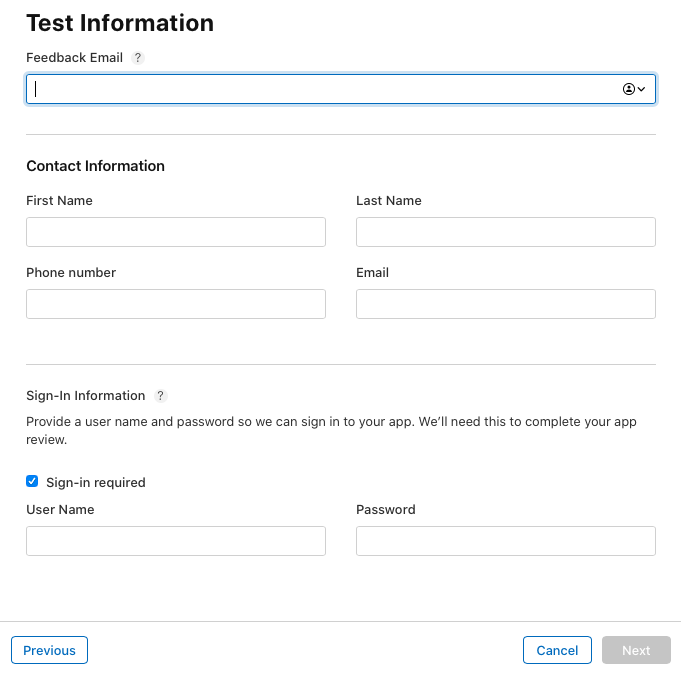 Test Information
Feedback Email ?
Contact Information
First Name Last Name
Phone number Email
Sign-In Information ?
Provide a user name and password so we can sign in to your app. We’ll need this to complete your app
review.
Sign-in required
User Name Password
Previous Cancel Next